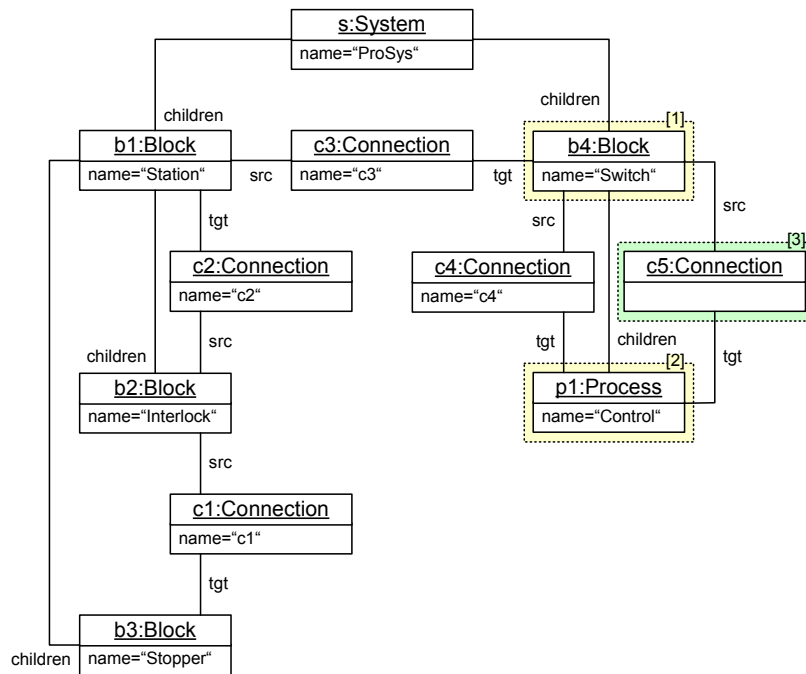 s:System
name=“ProSys“
children
children
[1]
b1:Block
name=“Station“
src
c3:Connection
name=“c3“
tgt
b4:Block
name=“Switch“
tgt
src
src
[3]
c2:Connection
name=“c2“
c4:Connection
name=“c4“
c5:Connection
children
src
tgt
children
tgt
[2]
b2:Block
name=“Interlock“
p1:Process
name=“Control“
src
c1:Connection
name=“c1“
tgt
b3:Block
name=“Stopper“
children